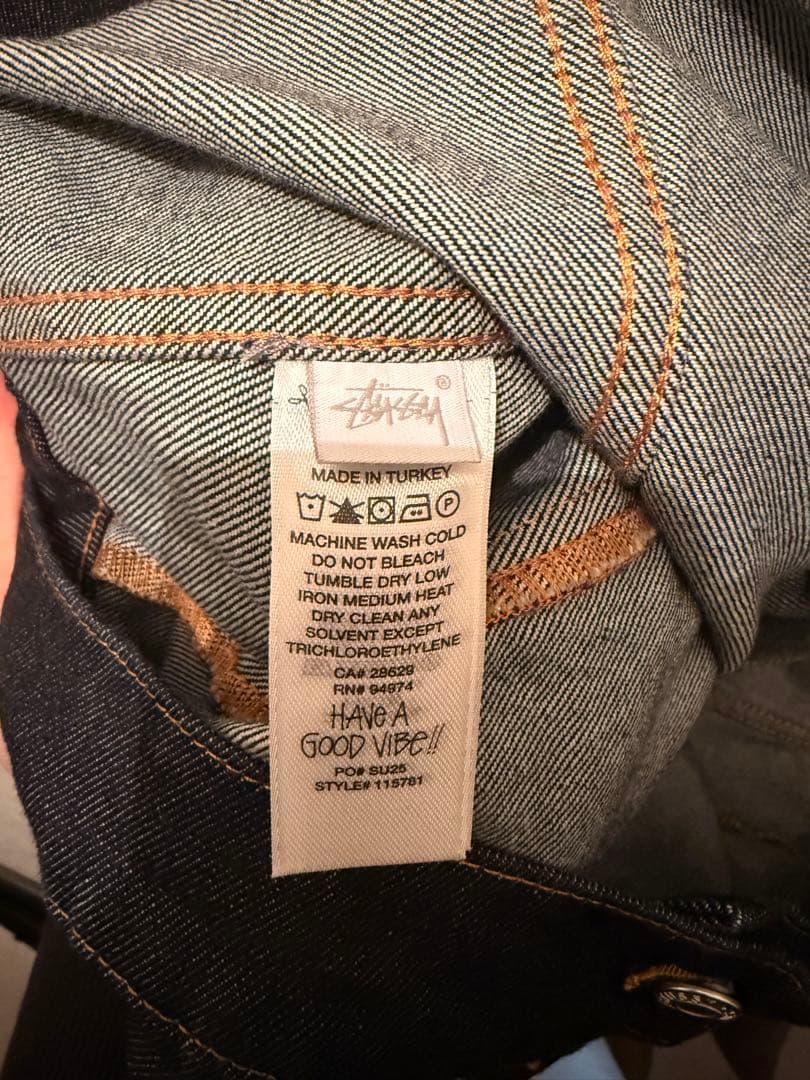 STÜSSY ®
MADE IN TURKEY
P
MACHINE WASH COLD
DO NOT BLEACH
TUMBLE DRY LOW
IRON MEDIUM HEAT
DRY CLEAN ANY
SOLVENT EXCEPT
TRICHLOROETHYLENE
CA# 28629
RN# 94974
HAVE A
GOOD VIBE!!
PO# SU25
STYLE# 115781